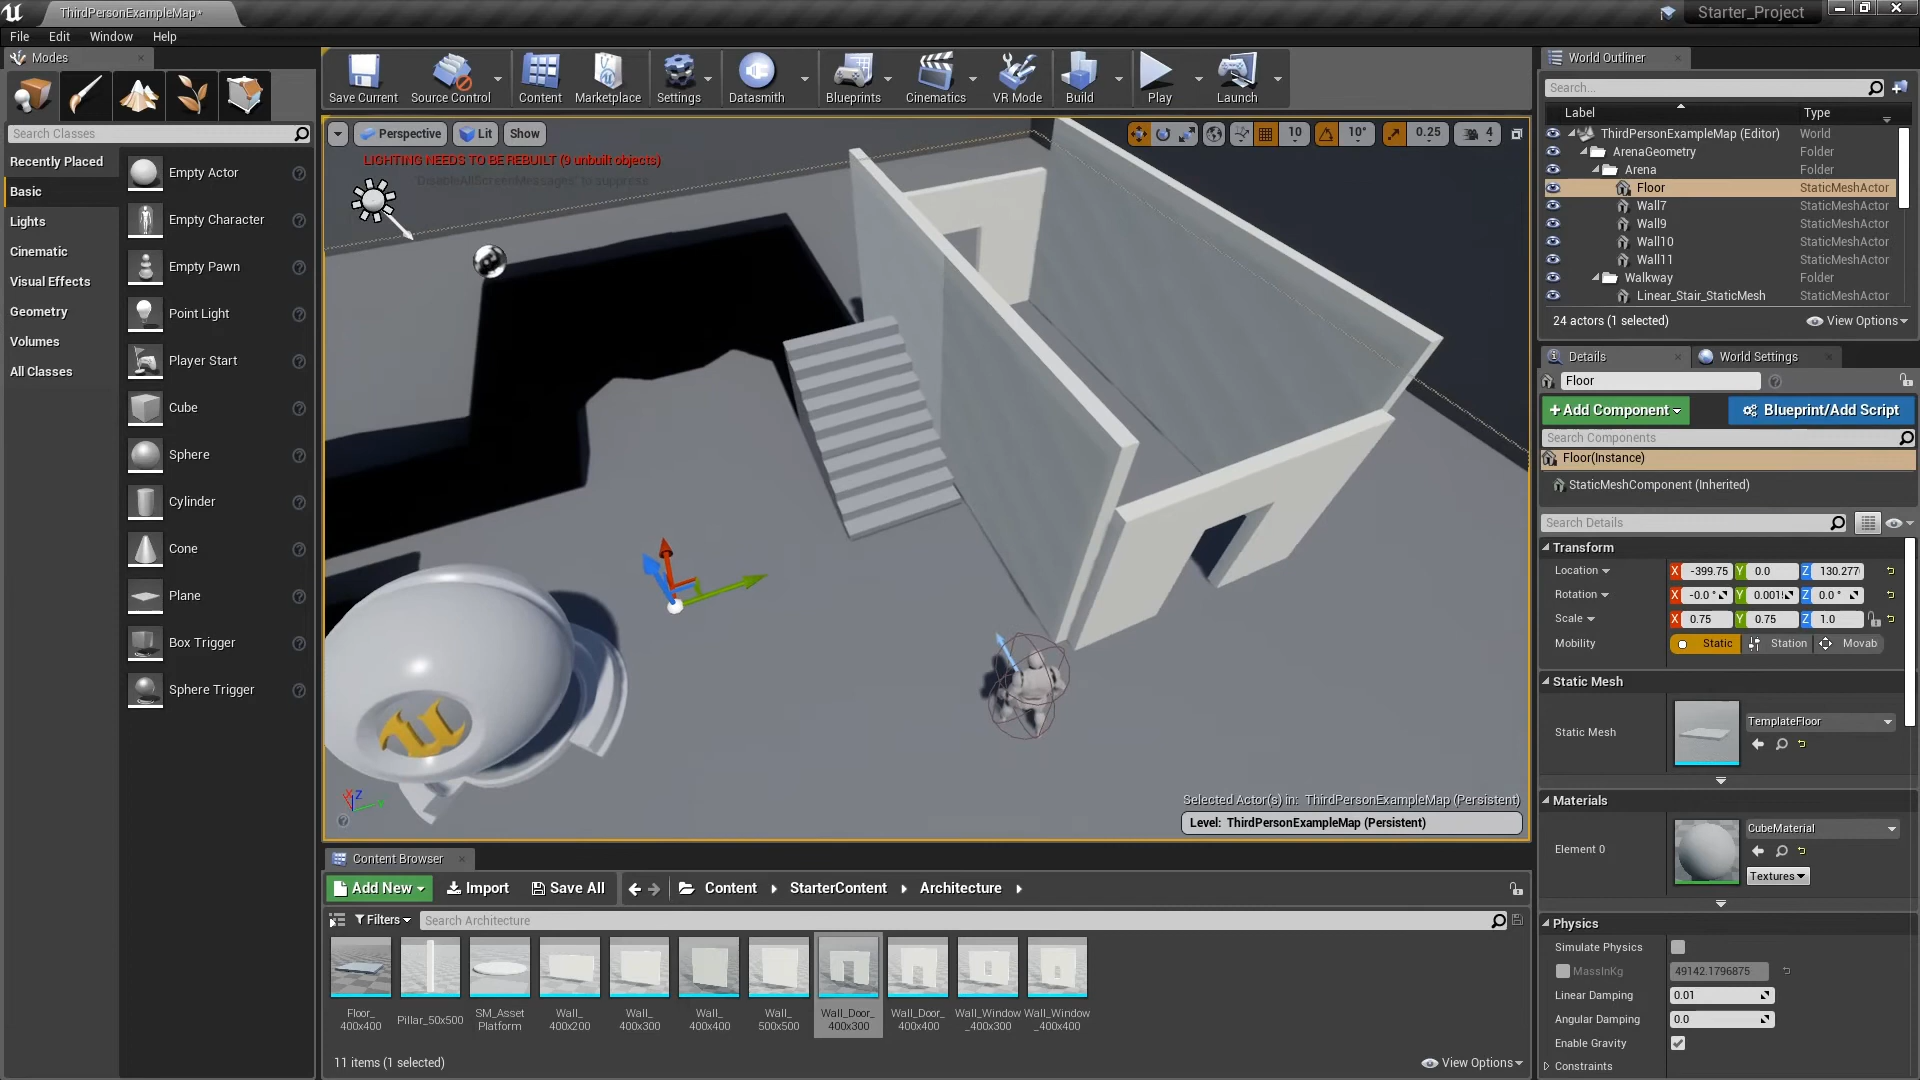 ThirdPersonExampleMap*
Starter_Project
File Edit Window Help
Modes
Search Classes
Recently Placed
Basic
Lights
Cinematic
Visual Effects
Geometry
Volumes
All Classes
Empty Actor
Empty Character
Empty Pawn
Point Light
Player Start
Cube
Sphere
Cylinder
Cone
Plane
Box Trigger
Sphere Trigger
Save Current Source Control Content Marketplace Settings Datasmith Blueprints Cinematics VR Mode Build Play Launch
Perspective Lit Show
10 10° 0.25 4
LIGHTING NEEDS TO BE REBUILT (9 unbuilt objects)
'DisableAllScreenMessages' to suppress
X Z
Selected Actor(s) in: ThirdPersonExampleMap (Persistent)
Level: ThirdPersonExampleMap (Persistent)
Content Browser
Add New Import Save All Content StarterContent Architecture
Filters Search Architecture
Floor_
400x400
Pillar_50x500
SM_Asset
Platform
Wall_
400x200
Wall_
400x300
Wall_
400x400
Wall_
500x500
Wall_Door_
400x300
Wall_Door_
400x400
Wall_Window
_400x300
Wall_Window
_400x400
11 items (1 selected)
View Options
World Outliner
Search...
Label Type
ThirdPersonExampleMap (Editor) World
ArenaGeometry Folder
Arena Folder
Floor StaticMeshActor
Wall7 StaticMeshActor
Wall9 StaticMeshActor
Wall10 StaticMeshActor
Wall11 StaticMeshActor
Walkway Folder
Linear_Stair_StaticMesh StaticMeshActor
24 actors (1 selected)
View Options
Details World Settings
Floor
+Add Component Blueprint/Add Script
Search Components
Floor(Instance)
StaticMeshComponent (Inherited)
Search Details
Transform
Location X -399.75 Y 0.0 Z 130.277
Rotation X -0.0 ° Y 0.001 Z 0.0 °
Scale X 0.75 Y 0.75 Z 1.0
Mobility Static Station Movab
Static Mesh
Static Mesh TemplateFloor
Materials
Element 0 CubeMaterial
Textures
Physics
Simulate Physics
MassInKg 49142.1796875
Linear Damping 0.01
Angular Damping 0.0
Enable Gravity
Constraints